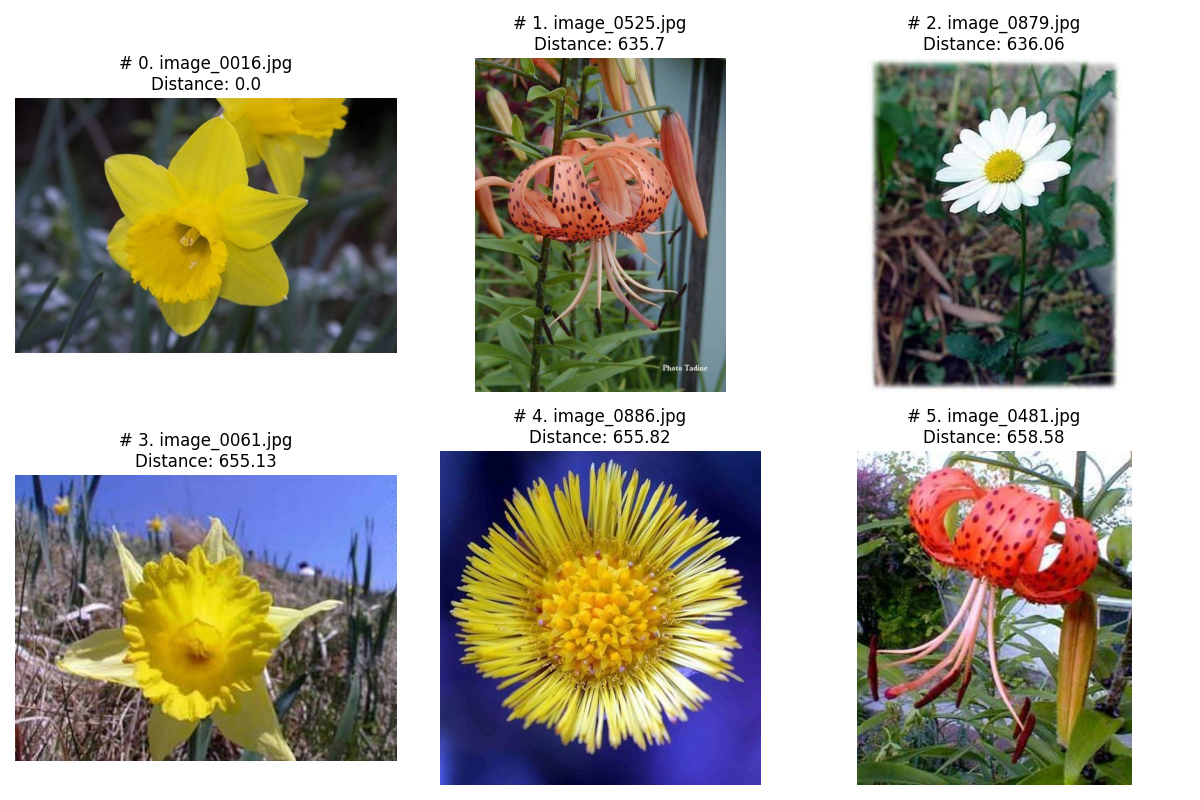 # 0. image_0016.jpg
Distance: 0.0
# 1. image_0525.jpg
Distance: 635.7
Photo Tadine
# 2. image_0879.jpg
Distance: 636.06
# 3. image_0061.jpg
Distance: 655.13
# 4. image_0886.jpg
Distance: 655.82
# 5. image_0481.jpg
Distance: 658.58